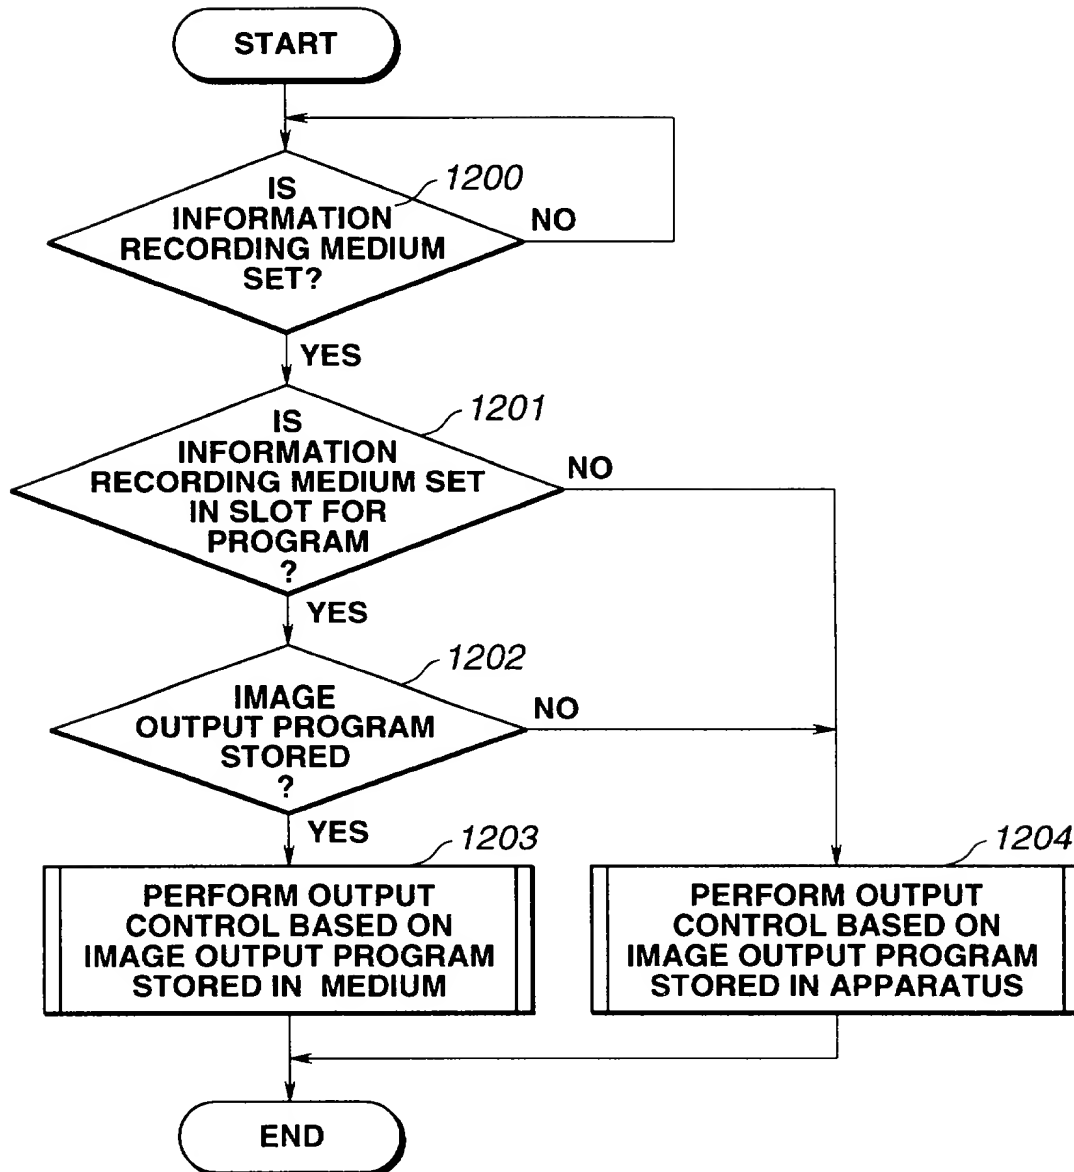 START
1200
IS
INFORMATION
RECORDING MEDIUM
SET?
NO
YES
1201
IS
INFORMATION
RECORDING MEDIUM SET
IN SLOT FOR
PROGRAM
?
NO
YES
1202
IMAGE
OUTPUT PROGRAM
STORED
?
NO
YES
1203
PERFORM OUTPUT
CONTROL BASED ON
IMAGE OUTPUT PROGRAM
STORED IN MEDIUM
1204
PERFORM OUTPUT
CONTROL BASED ON
IMAGE OUTPUT PROGRAM
STORED IN APPARATUS
END